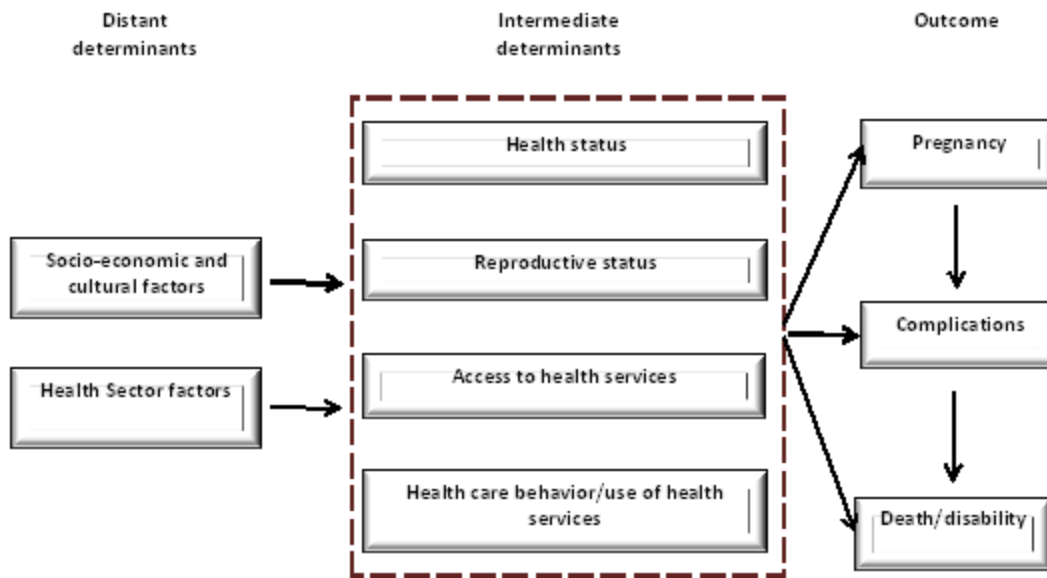 Distant
determinants
Intermediate
determinants
Outcome
Socio-economic and
cultural factors
Health Sector factors
Health status
Reproductive status
Access to health services
Health care behavior/use of health
services
Pregnancy
Complications
Death/disability